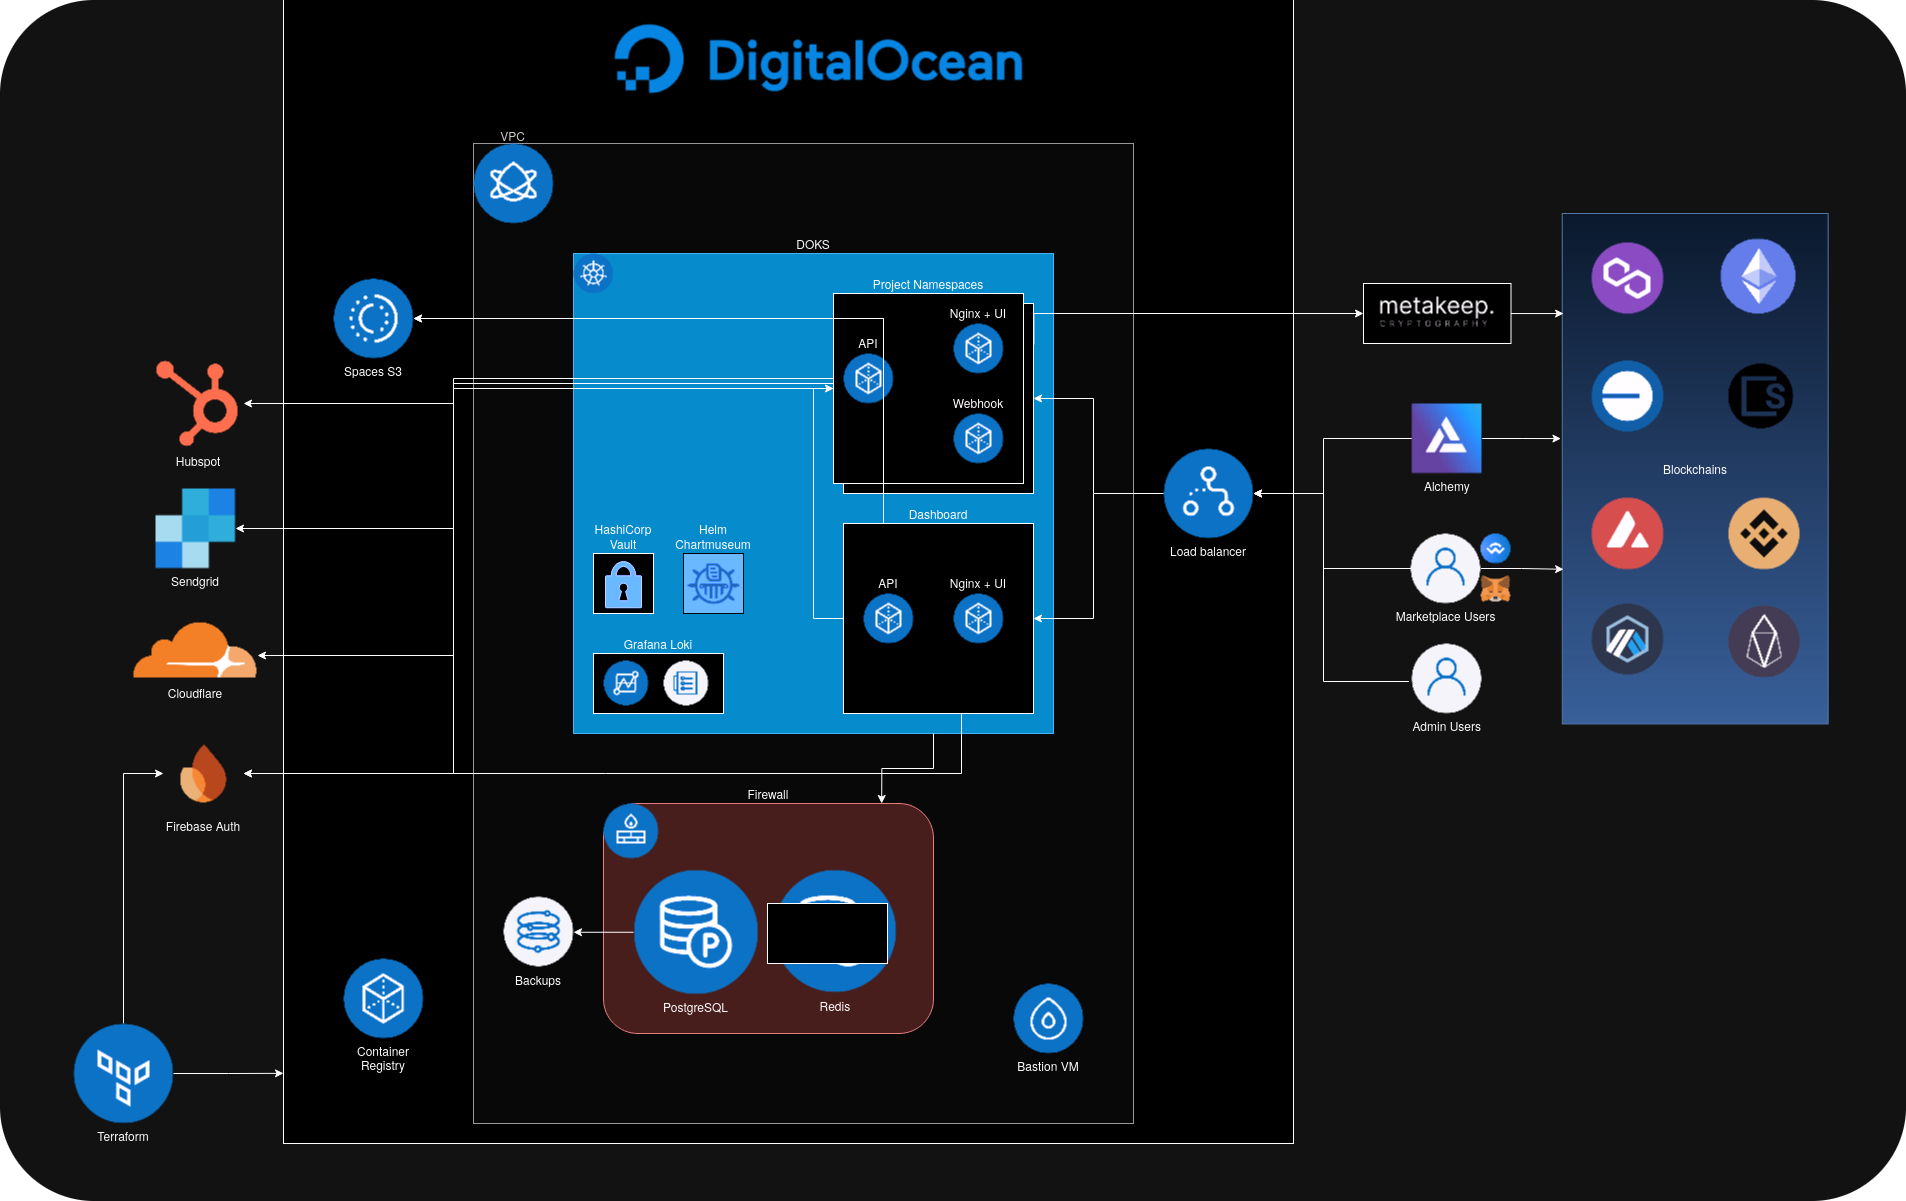 DigitalOcean
VPC
DOKS
Project Namespaces
Nginx + UI
API
Webhook
Spaces S3
metakeep.
CRYPTOGRAPHY
Hubspot
Blockchains
S
Alchemy
Dashboard
HashiCorp
Vault
Helm
Chartmuseum
Load balancer
Sendgrid
API
Nginx + UI
Marketplace Users
Grafana Loki
Cloudflare
Admin Users
Firewall
Firebase Auth
P
Backups
PostgreSQL
Redis
Container
Registry
Bastion VM
Terraform